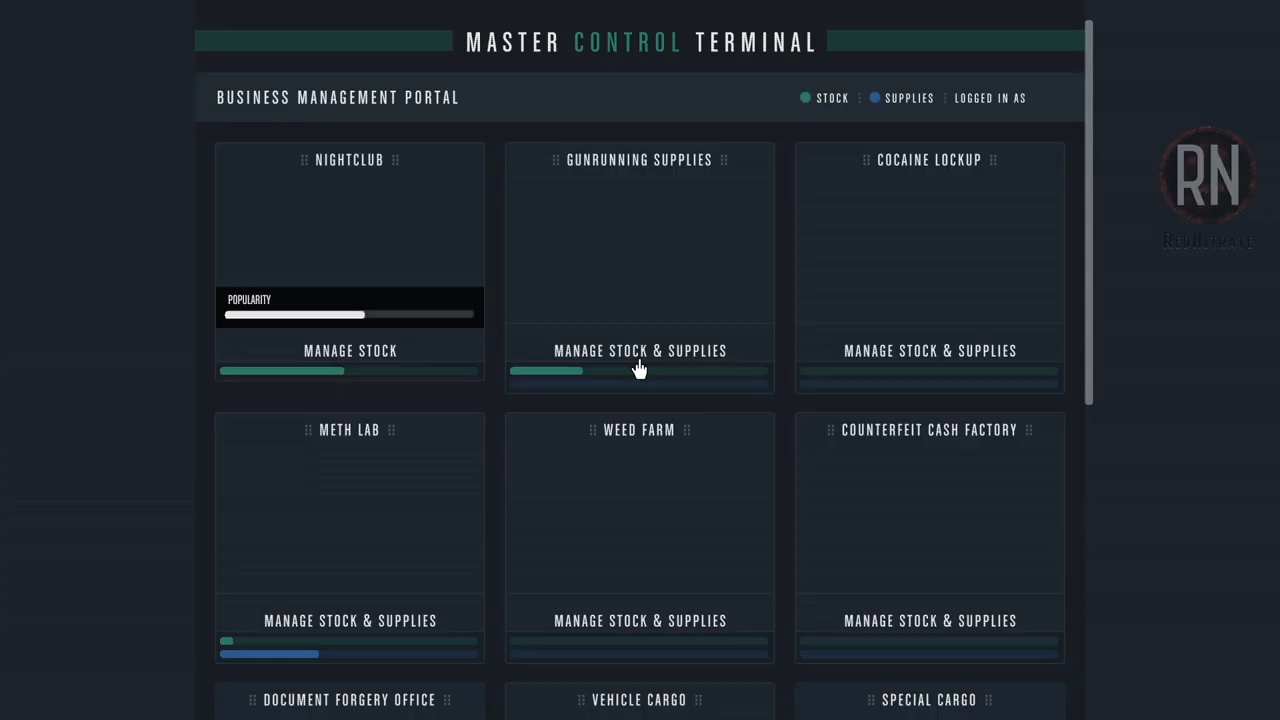 MASTER CONTROL TERMINAL
BUSINESS MANAGEMENT PORTAL
STOCK
SUPPLIES
LOGGED IN AS
NIGHTCLUB
GUNRUNNING SUPPLIES
COCAINE LOCKUP
POPULARITY
MANAGE STOCK
MANAGE STOCK & SUPPLIES
MANAGE STOCK & SUPPLIES
METH LAB
WEED FARM
COUNTERFEIT CASH FACTORY
MANAGE STOCK & SUPPLIES
MANAGE STOCK & SUPPLIES
MANAGE STOCK & SUPPLIES
DOCUMENT FORGERY OFFICE
VEHICLE CARGO
SPECIAL CARGO
RN
REDNITRATE